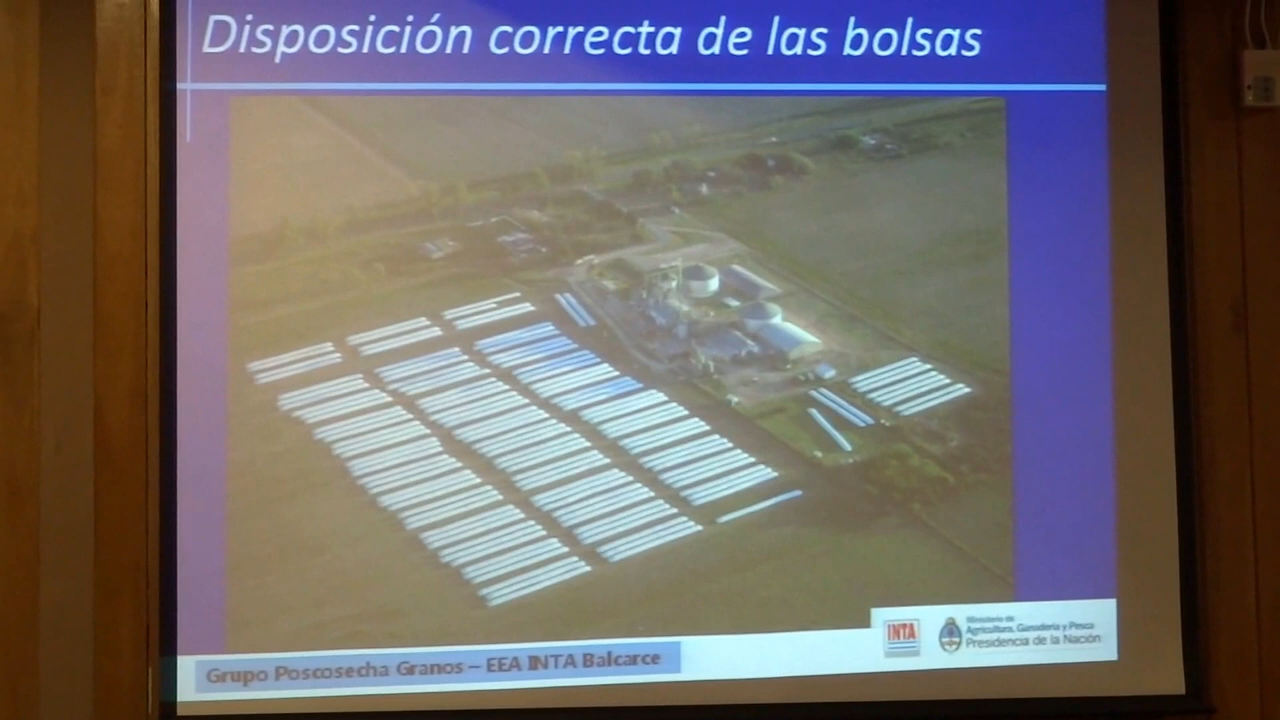 Disposición correcta de las bolsas
INTA
Ministerio de
Agricultura, Ganadería y Pesca
Presidencia de la Nación
Grupo Poscosecha Granos – EEA INTA Balcarce